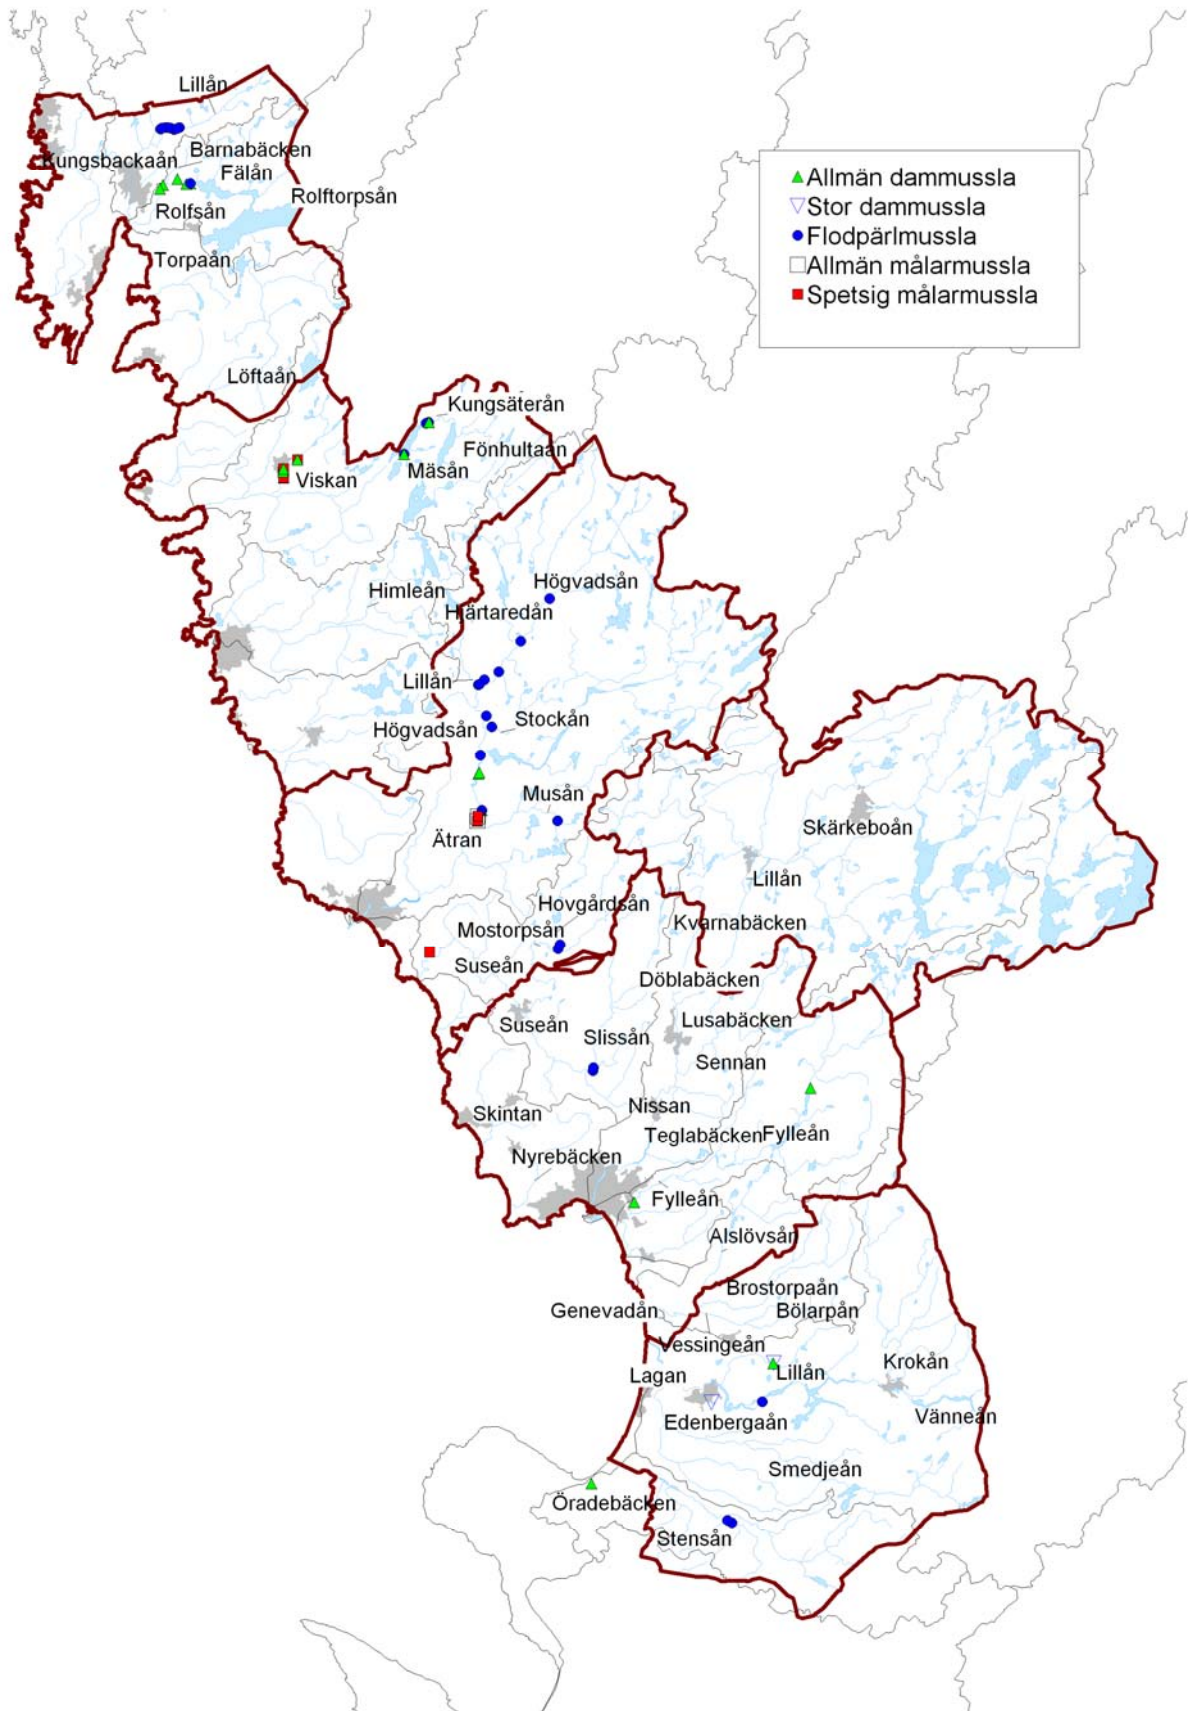 Lillån
Kungsbackaån
Barnabäcken
Fälån
Rolftorpsån
Rolfsån
Torpaån
Löftaån
Allmän dammussla
Stor dammussla
Flodpärlmussla
Allmän målarmussla
Spetsig målarmussla
Kungsäterån
Fönhultaån
Mäsån
Viskan
Högvadsån
Himleån
Hjärtaredån
Lillån
Stockån
Högvadsån
Musån
Ätran
Skärkeboån
Lillån
Hovgårdsån
Kvarnabäcken
Mostorpsån
Suseån
Döblabäcken
Suseån
Lusabäcken
Slissån
Sennan
Skintan
Nissan
Teglabäcken
Fylleån
Nyrebäcken
Fylleån
Alslövsån
Brostorpaån
Genevadån
Bölarpån
Vessingeån
Krokån
Lagan
Lillån
Edenbergaån
Vänneån
Smedjeån
Öradebäcken
Stensån